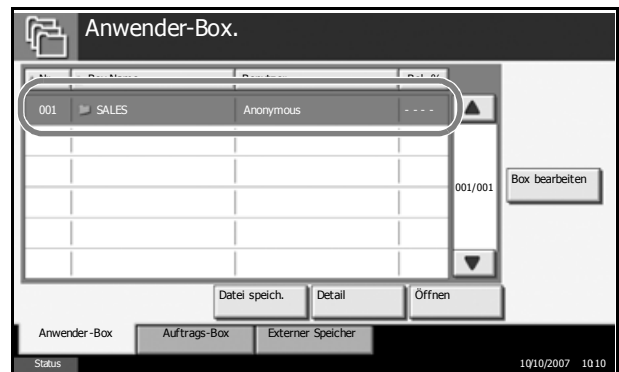 Anwender-Box.
001 SALES Anonymous - - - -
001/001
Box bearbeiten
Datei speich. Detail Öffnen
Anwender-Box Auftrags-Box Externer Speicher
Status 10/10/2007 10:10